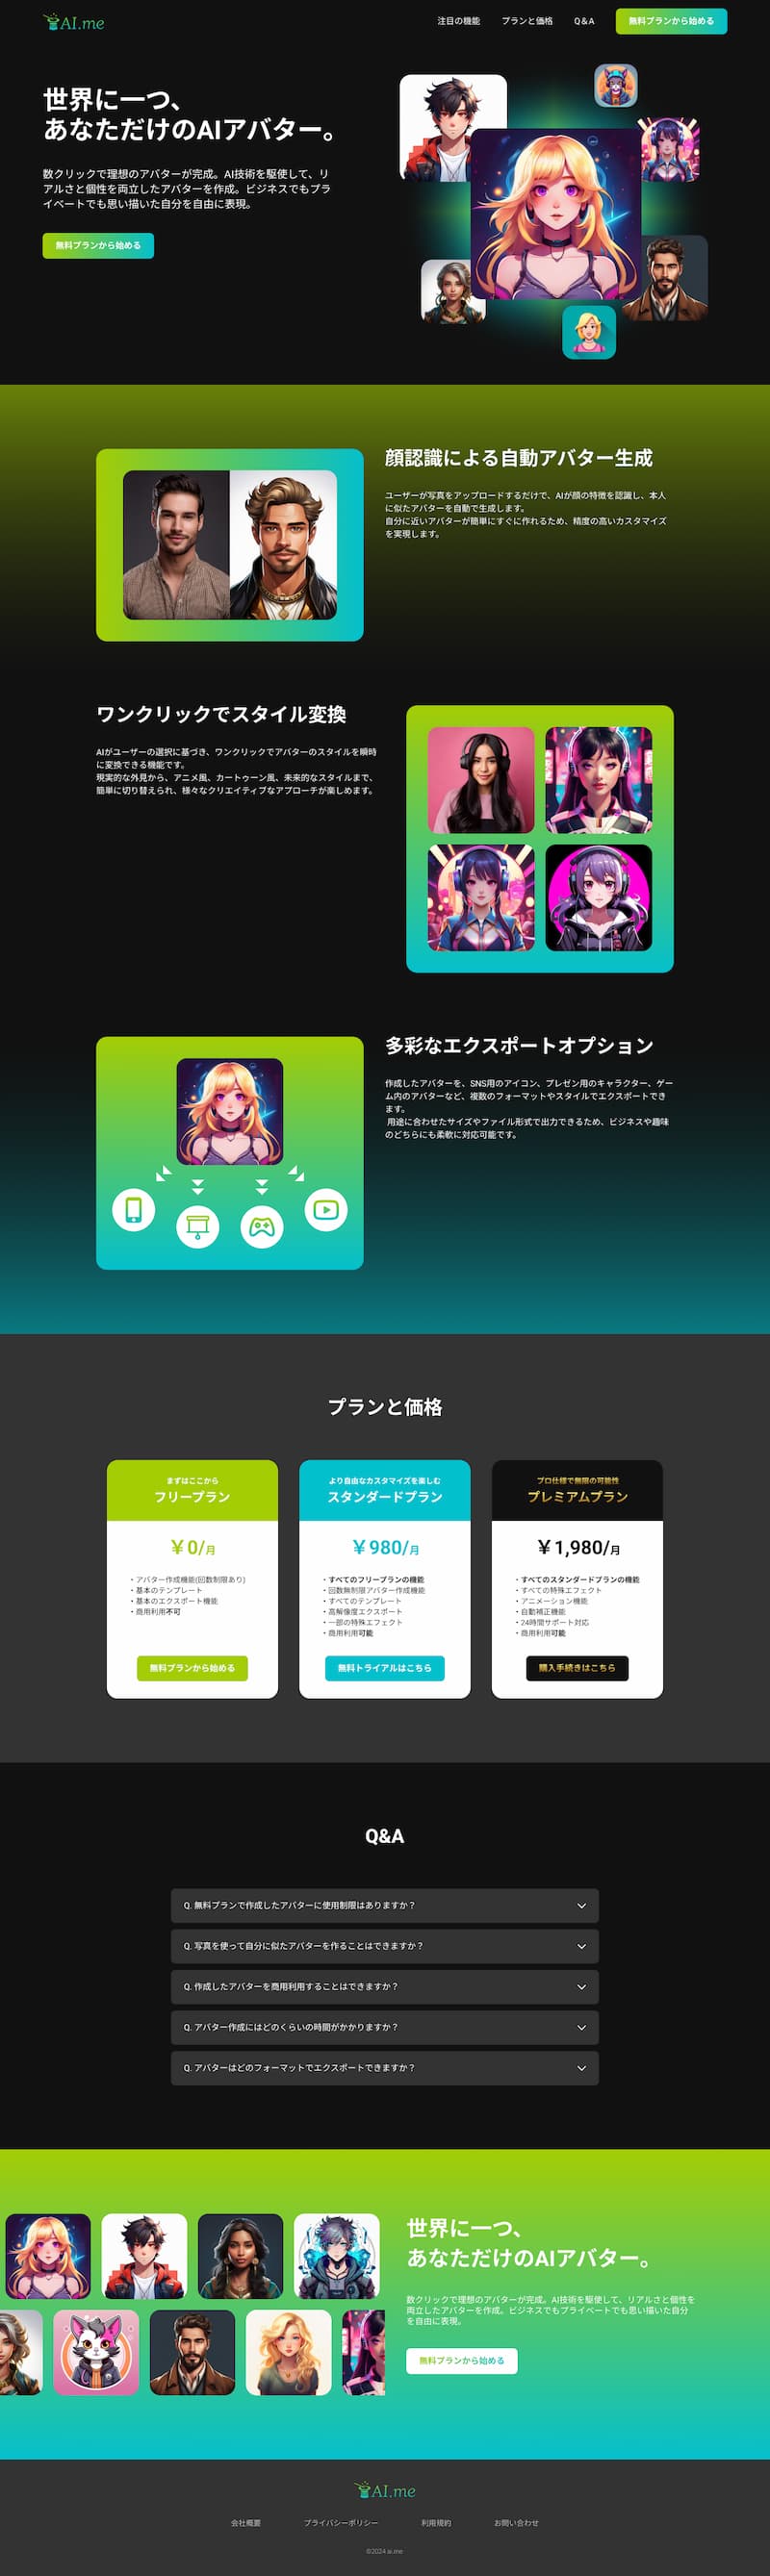 AI.me
注目の機能
プランと価格
Q&A
無料プランから始める
世界に一つ、
あなただけのAIアバター。
数クリックで理想のアバターが完成。AI技術を駆使して、リ
アルさと個性を両立したアバターを作成。ビジネスでもプラ
イベートでも思い描いた自分を自由に表現。
無料プランから始める
顔認識による自動アバター生成
ユーザーが写真をアップロードするだけで、AIが顔の特徴を認識し、本人
に似たアバターを自動で生成します。
自分に近いアバターが簡単にすぐに作れるため、精度の高いカスタマイズ
を実現します。
ワンクリックでスタイル変換
AIがユーザーの選択に基づき、ワンクリックでアバターのスタイルを瞬時
に変換できる機能です。
現実的な外見から、アニメ風、カートゥーン風、未来的なスタイルまで、
簡単に切り替えられ、様々なクリエイティブなアプローチが楽しめます。
多彩なエクスポートオプション
作成したアバターを、SNS用のアイコン、プレゼン用のキャラクター、ゲー
ム内のアバターなど、複数のフォーマットやスタイルでエクスポートでき
ます。
用途に合わせたサイズやファイル形式で出力できるため、ビジネスや趣味
のどちらにも柔軟に対応可能です。
プランと価格
まずはここから
フリープラン
¥0/月
・アバター作成機能(回数制限あり)
・基本のテンプレート
・基本のエクスポート機能
・商用利用不可
無料プランから始める
より自由なカスタマイズを楽しむ
スタンダードプラン
¥980/月
・すべてのフリープランの機能
・回数無制限アバター作成機能
・すべてのテンプレート
・高解像度エクスポート
・一部の特殊エフェクト
・商用利用可能
無料トライアルはこちら
プロ仕様で無限の可能性
プレミアムプラン
¥1,980/月
・すべてのスタンダードプランの機能
・すべての特殊エフェクト
・アニメーション機能
・自動補正機能
・24時間サポート対応
・商用利用可能
購入手続きはこちら
Q&A
Q. 無料プランで作成したアバターに使用制限はありますか？
Q. 写真を使って自分に似たアバターを作ることはできますか？
Q. 作成したアバターを商用利用することはできますか？
Q. アバター作成にはどのくらいの時間がかかりますか？
Q. アバターはどのフォーマットでエクスポートできますか？
世界に一つ、
あなただけのAIアバター。
数クリックで理想のアバターが完成。AI技術を駆使して、リアルさと個性を
両立したアバターを作成。ビジネスでもプライベートでも思い描いた自分
を自由に表現。
無料プランから始める
AI.me
会社概要
プライバシーポリシー
利用規約
お問い合わせ
©2024 ai.me